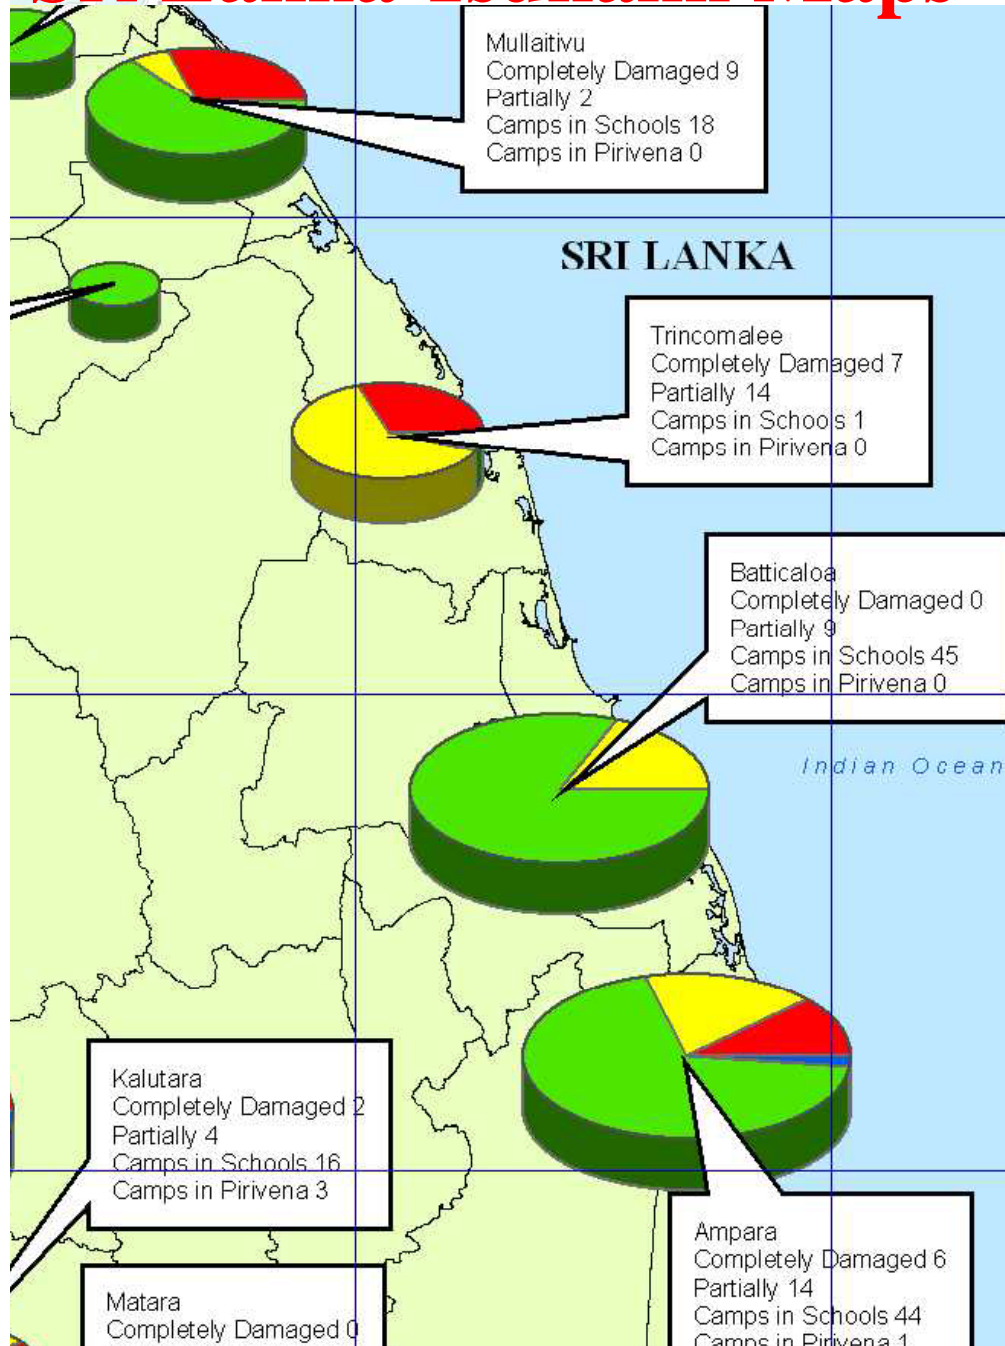 Sri Lanka Tsunami Maps
Mullaitivu
Completely Damaged 9
Partially 2
Camps in Schools 18
Camps in Pirivena 0
SRI LANKA
Trincomalee
Completely Damaged 7
Partially 14
Camps in Schools 1
Camps in Pirivena 0
Batticaloa
Completely Damaged 0
Partially 9
Camps in Schools 45
Camps in Pirivena 0
Indian Ocean
Kalutara
Completely Damaged 2
Partially 4
Camps in Schools 16
Camps in Pirivena 3
Ampara
Completely Damaged 6
Partially 14
Camps in Schools 44
Camps in Pirivena 1
Matara
Completely Damaged 0